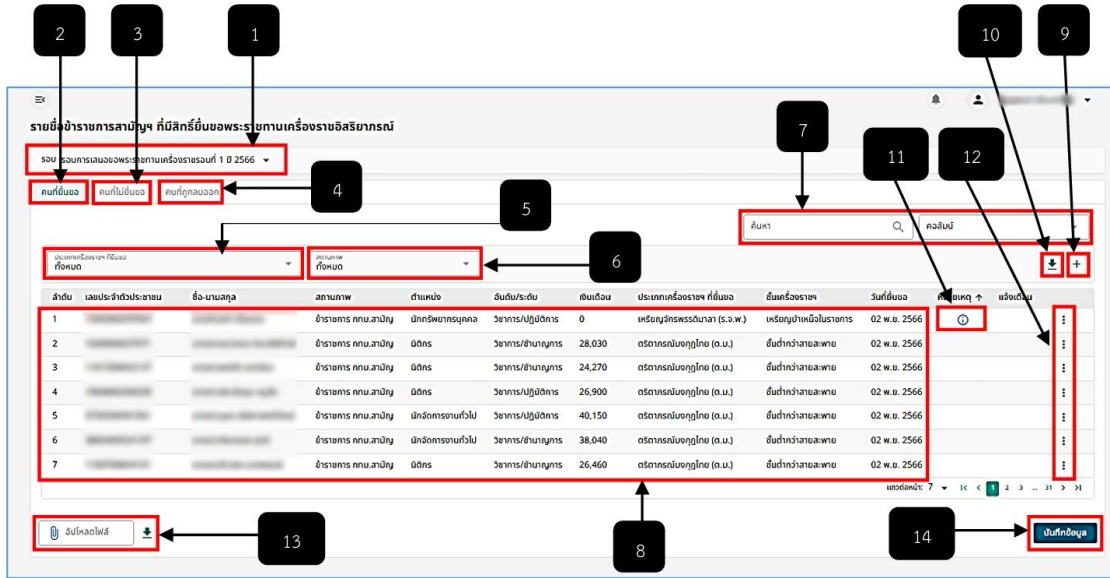 2 3 1 10 9
รายชื่อข้าราชการสามัญฯ ที่มีสิทธิ์ยื่นขอพระราชทานเครื่องราชอิสริยาภรณ์
7
รอบ รอบการเสนอขอพระราชทานเครื่องราชรอบที่ 1 ปี 2566
11 12
คนที่ยื่นขอ คนที่ไม่ยื่นขอ คนที่ถูกลบออก 4
5
ค้นหา คอลัมน์
ประเภทเครื่องราชฯ ที่ยื่นขอ สถานภาพ
ทั้งหมด ทั้งหมด 6
ลำดับ เลขประจำตัวประชาชน ชื่อ-นามสกุล สถานภาพ ตำแหน่ง อันดับ/ระดับ เงินเดือน ประเภทเครื่องราชฯ ที่ยื่นขอ ชั้นเครื่องราชฯ วันที่ยื่นขอ หมายเหตุ แจ้งเตือน
1 ข้าราชการ กทม.สามัญ นักทรัพยากรบุคคล วิชาการ/ปฏิบัติการ 0 เหรียญจักรพรรดิมาลา (ร.จ.พ.) เหรียญบำเหน็จในราชการ 02 พ.ย. 2566
2 ข้าราชการ กทม.สามัญ นิติกร วิชาการ/ชำนาญการ 28,030 ตริตาภรณ์มงกุฎไทย (ต.ม.) ชั้นต่ำกว่าสายสะพาย 02 พ.ย. 2566
3 ข้าราชการ กทม.สามัญ นิติกร วิชาการ/ชำนาญการ 24,270 ตริตาภรณ์มงกุฎไทย (ต.ม.) ชั้นต่ำกว่าสายสะพาย 02 พ.ย. 2566
4 ข้าราชการ กทม.สามัญ นิติกร วิชาการ/ปฏิบัติการ 26,900 ตริตาภรณ์มงกุฎไทย (ต.ม.) ชั้นต่ำกว่าสายสะพาย 02 พ.ย. 2566
5 ข้าราชการ กทม.สามัญ นักจัดการงานทั่วไป วิชาการ/ปฏิบัติการ 40,150 ตริตาภรณ์มงกุฎไทย (ต.ม.) ชั้นต่ำกว่าสายสะพาย 02 พ.ย. 2566
6 ข้าราชการ กทม.สามัญ นักจัดการงานทั่วไป วิชาการ/ชำนาญการ 38,040 ตริตาภรณ์มงกุฎไทย (ต.ม.) ชั้นต่ำกว่าสายสะพาย 02 พ.ย. 2566
7 ข้าราชการ กทม.สามัญ นิติกร วิชาการ/ชำนาญการ 26,460 ตริตาภรณ์มงกุฎไทย (ต.ม.) ชั้นต่ำกว่าสายสะพาย 02 พ.ย. 2566
แถวต่อหน้า: 7 1 2 3 ... 31
อัปโหลดไฟล์ 13 8 14 บันทึกข้อมูล